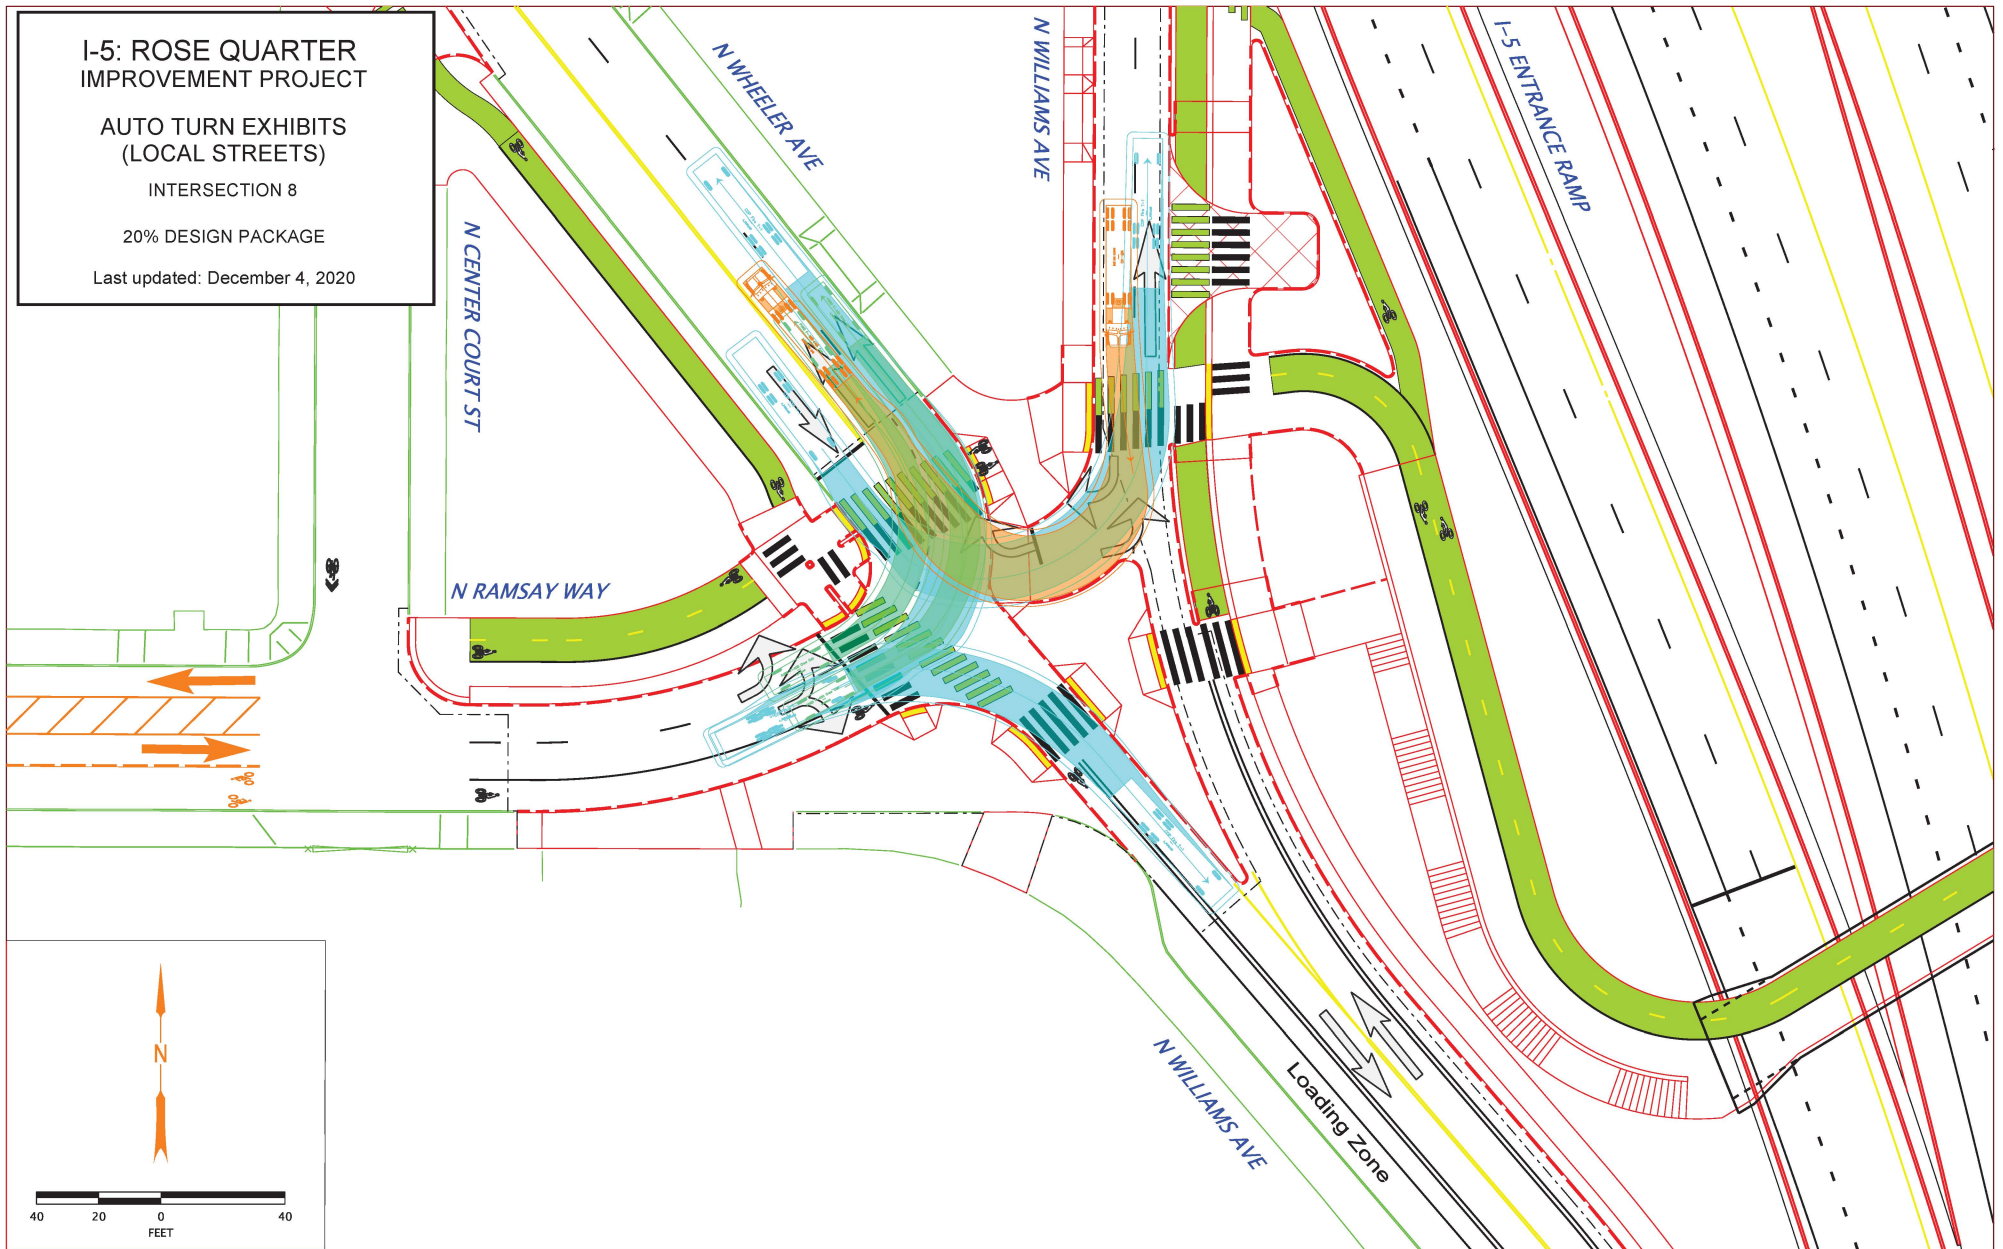 I-5: ROSE QUARTER
IMPROVEMENT PROJECT
AUTO TURN EXHIBITS
(LOCAL STREETS)
INTERSECTION 8
20% DESIGN PACKAGE
Last updated: December 4, 2020
N WHEELER AVE
N WILLIAMS AVE
I-5 ENTRANCE RAMP
N CENTER COURT ST
N RAMSAY WAY
N WILLIAMS AVE
Loading Zone
N
40 20 0 40
FEET